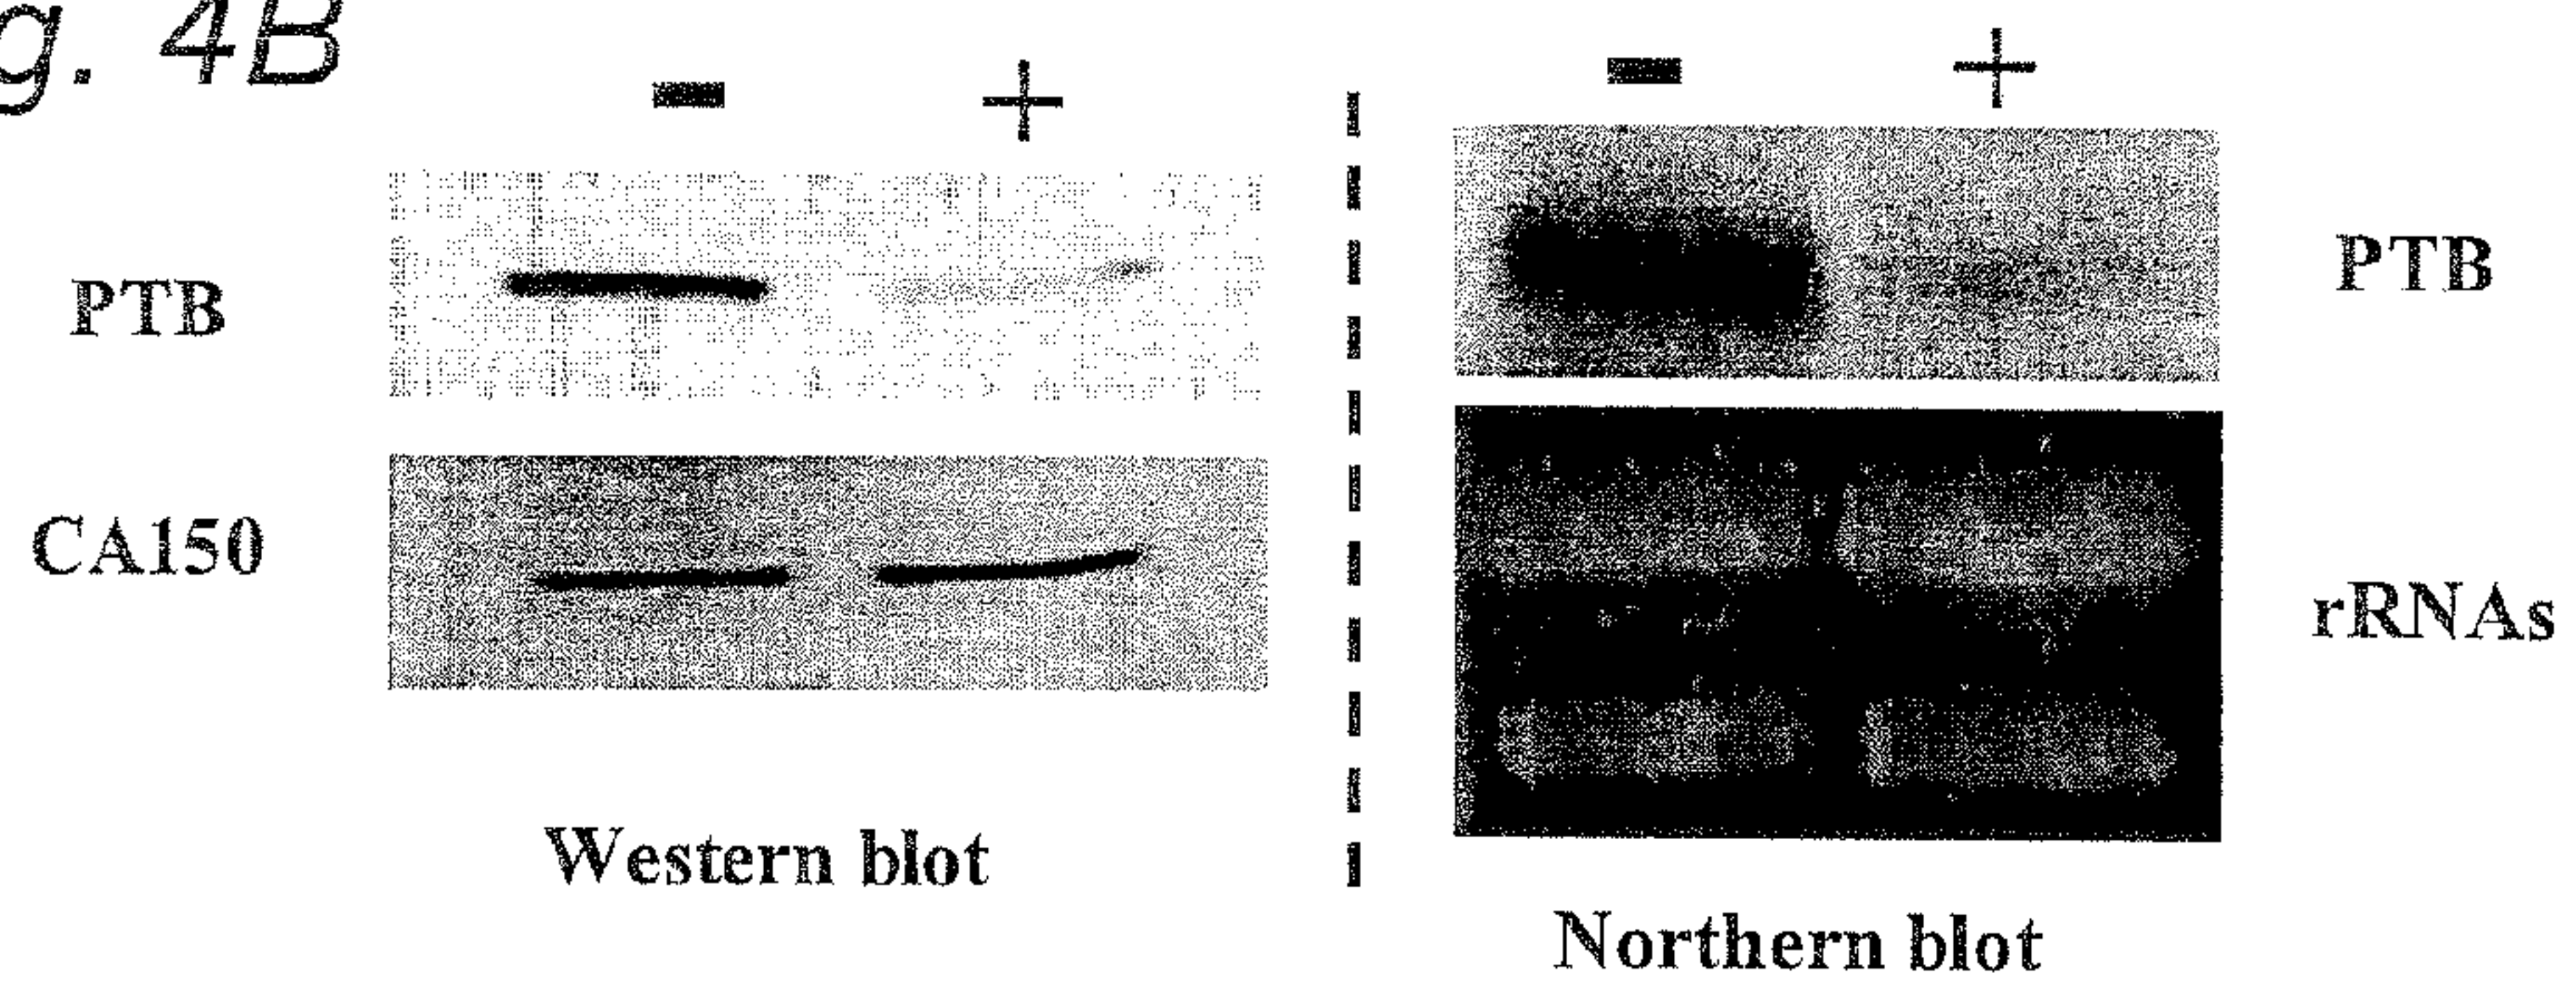 g. 4B
- +
PTB
CA150
Western blot
- +
PTB
rRNAs
Northern blot